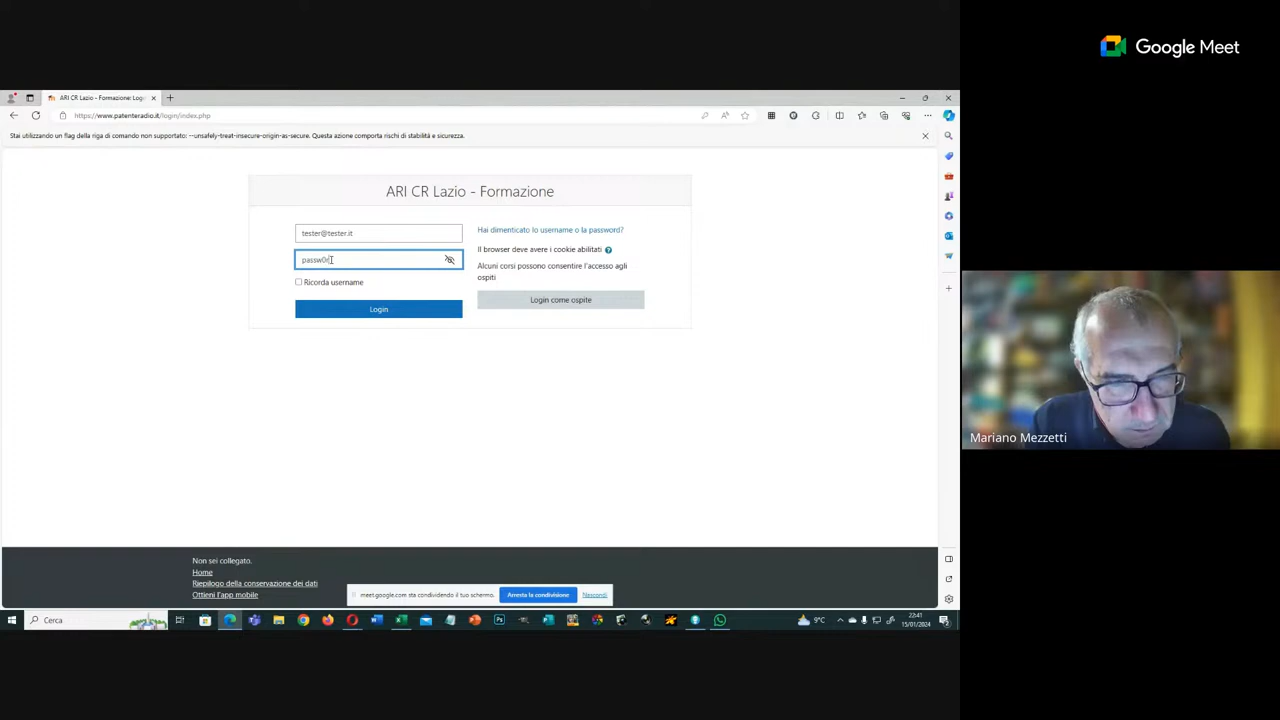 Google Meet
ARI CR Lazio - Formazione: Logi
https://www.patenteradio.it/login/index.php
Stai utilizzando un flag della riga di comando non supportato: --unsafely-treat-insecure-origin-as-secure. Questa azione comporta rischi di stabilità e sicurezza.
ARI CR Lazio - Formazione
tester@tester.it
Hai dimenticato lo username o la password?
Il browser deve avere i cookie abilitati
passw0r
Alcuni corsi possono consentire l'accesso agli
ospiti
Ricorda username
Login come ospite
Login
Mariano Mezzetti
Non sei collegato.
Home
Riepilogo della conservazione dei dati
Ottieni l'app mobile
meet.google.com sta condividendo il tuo schermo.
Arresta la condivisione
Nascondi
Cerca
9°C
22:41
15/01/2024